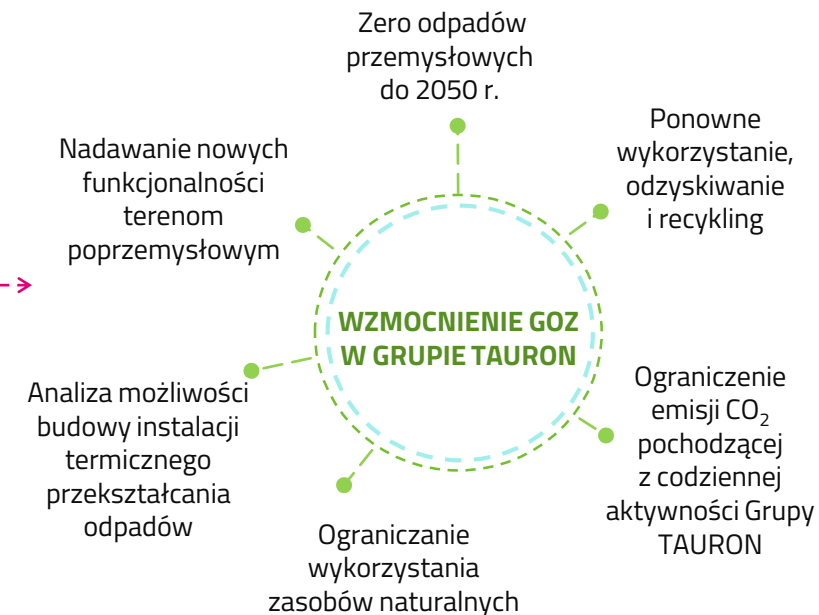 Zero odpadów
przemysłowych
do 2050 r.
Ponowne
wykorzystanie,
odzyskiwanie
i recykling
Nadawanie nowych
funkcjonalności
terenom
poprzemysłowym
WZMOCNIENIE GOZ
W GRUPIE TAURON
Ograniczenie
emisji CO₂
pochodzącej
z codziennej
aktywności Grupy
TAURON
Analiza możliwości
budowy instalacji
termicznego
przekształcania
odpadów
Ograniczanie
wykorzystania
zasobów naturalnych